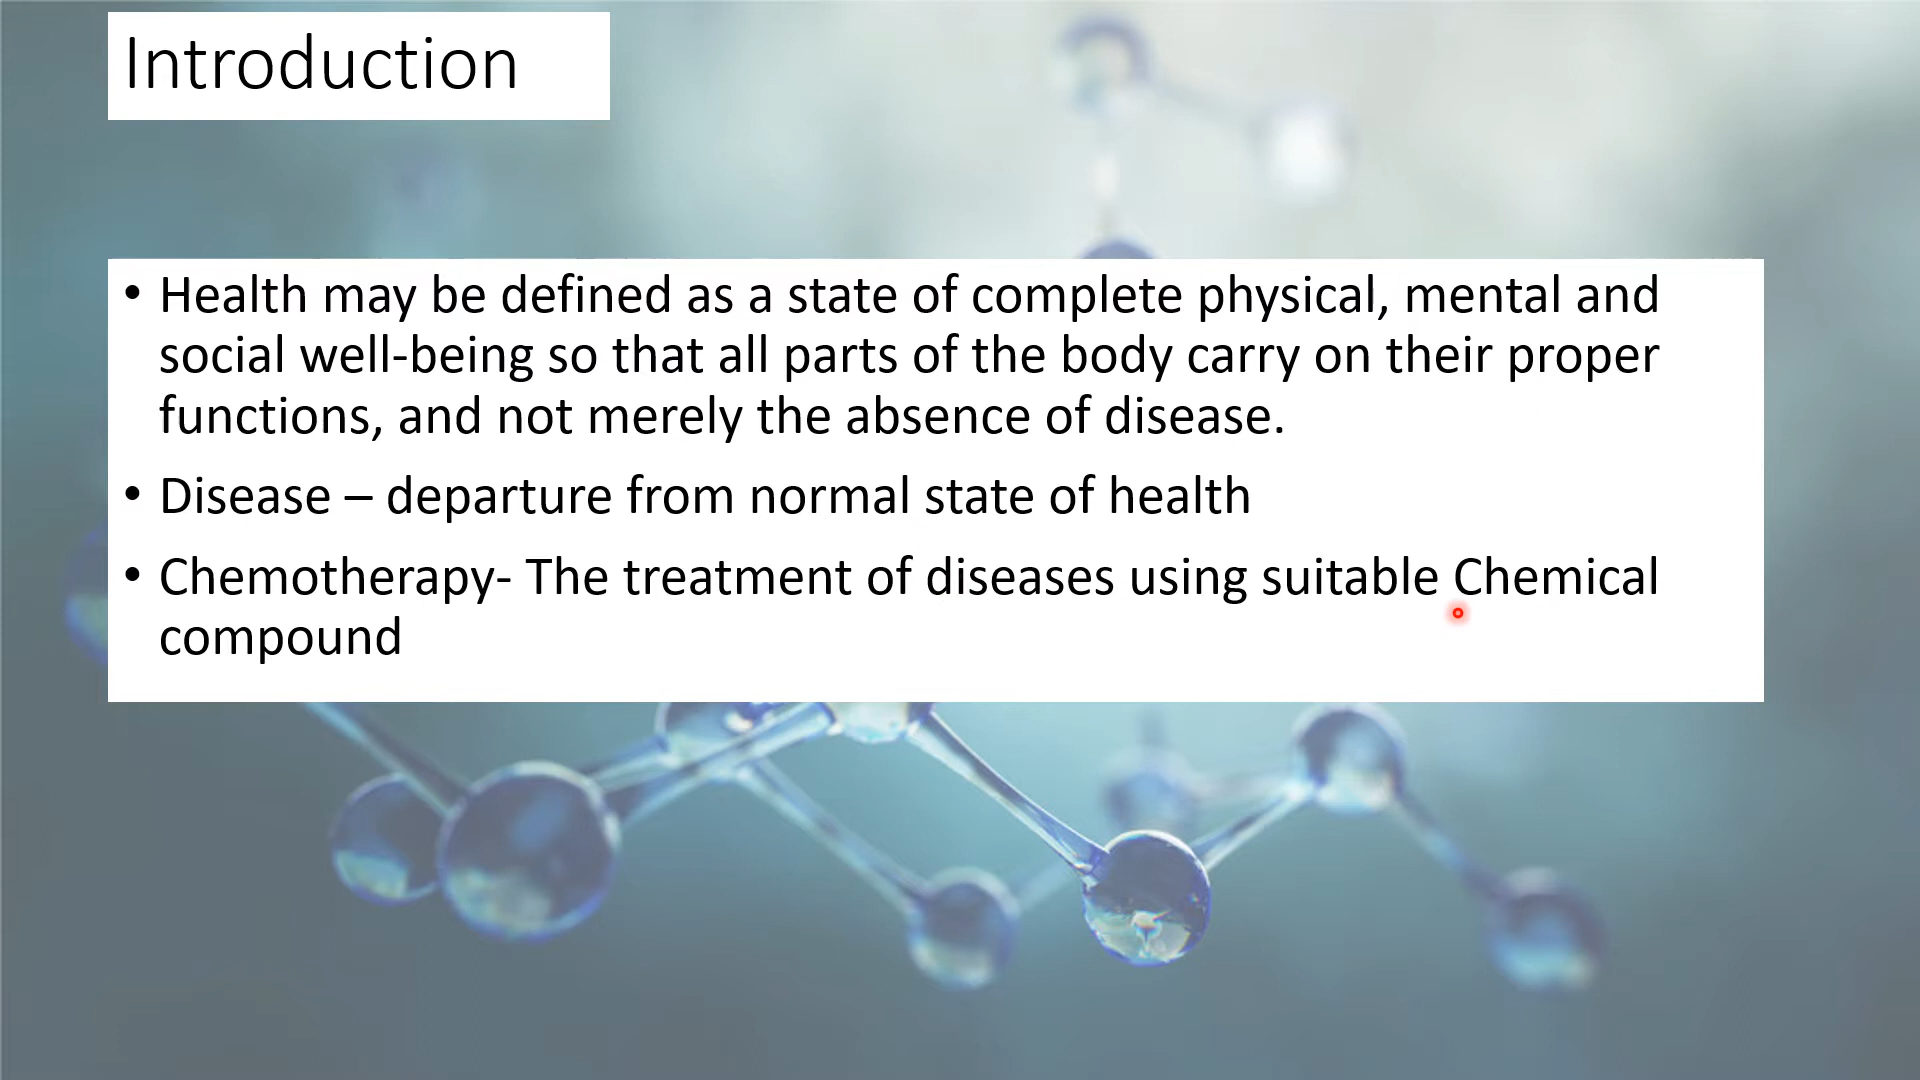 Introduction
• Health may be defined as a state of complete physical, mental and
social well-being so that all parts of the body carry on their proper
functions, and not merely the absence of disease.
• Disease – departure from normal state of health
• Chemotherapy- The treatment of diseases using suitable Chemical
compound